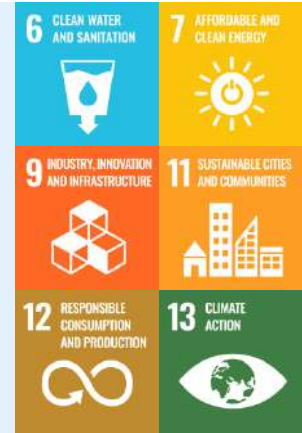 6 CLEAN WATER
AND SANITATION
7 AFFORDABLE AND
CLEAN ENERGY
9 INDUSTRY, INNOVATION
AND INFRASTRUCTURE
11 SUSTAINABLE CITIES
AND COMMUNITIES
12 RESPONSIBLE
CONSUMPTION
AND PRODUCTION
13 CLIMATE
ACTION